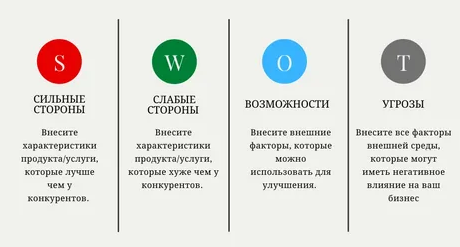 S
СИЛЬНЫЕ
СТОРОНЫ
Внесите
характеристики
продукта/услуги,
которые лучше
чем у
конкурентов.
W
СЛАБЫЕ
СТОРОНЫ
Внесите
характеристики
продукта/услуги,
которые хуже чем у
конкурентов.
O
ВОЗМОЖНОСТИ
Внесите внешние
факторы, которые
можно
использовать для
улучшения.
T
УГРОЗЫ
Внесите все факторы
внешней среды,
которые могут
иметь негативное
влияние на ваш
бизнес